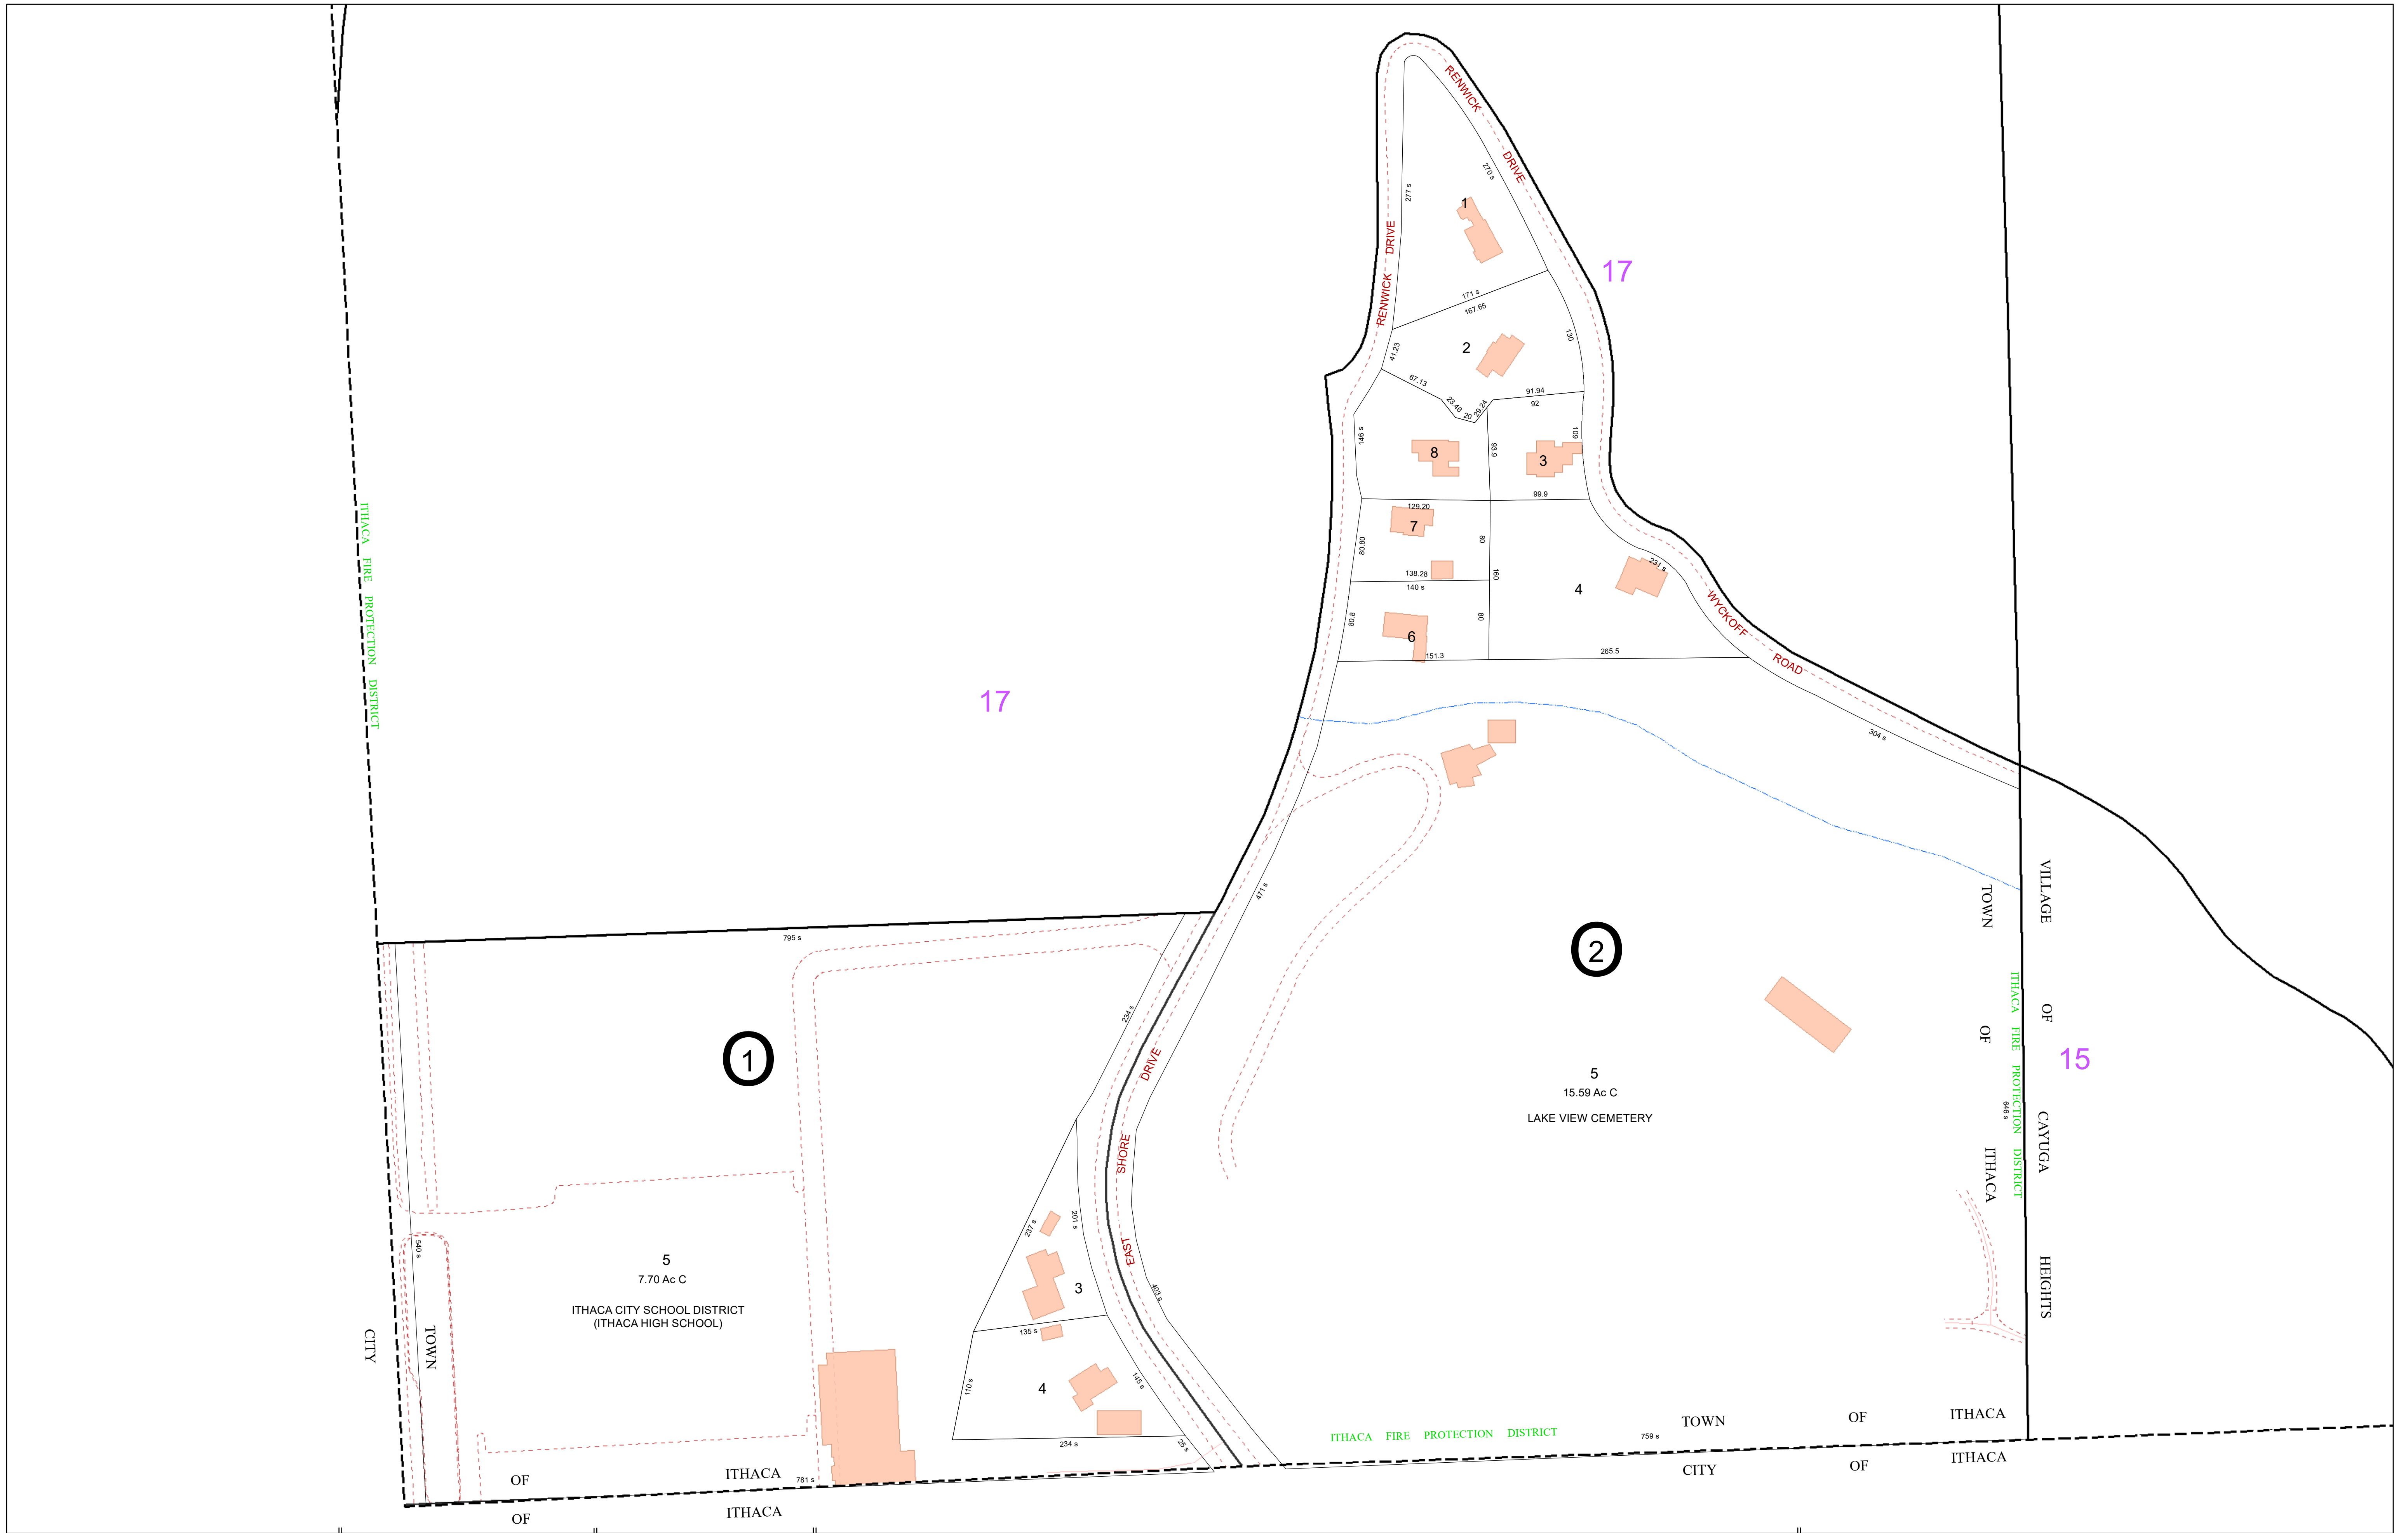 RENWICK DRIVE
277 s
270 s
1
RENWICK DRIVE
17
171 s
167.65
130
2
41.23
67.13
23.46
20
29.24
91.94
92
146 s
8
93.9
3
109
99.9
129.20
7
80.80
80
138.28
140 s
160
4
231 s
80.8
6
80
151.3
265.5
WYCKOFF ROAD
304 s
ITHACA FIRE PROTECTION DISTRICT
17
795 s
471 s
234 s
1
2
5
15.59 Ac C
LAKE VIEW CEMETERY
TOWN OF ITHACA
VILLAGE OF CAYUGA HEIGHTS
ITHACA FIRE PROTECTION DISTRICT
646 s
15
EAST SHORE DRIVE
237 s
201 s
3
403 s
540 s
5
7.70 Ac C
ITHACA CITY SCHOOL DISTRICT
(ITHACA HIGH SCHOOL)
135 s
110 s
4
145 s
234 s
25 s
CITY
TOWN
OF ITHACA
781 s
OF ITHACA
ITHACA FIRE PROTECTION DISTRICT
759 s
TOWN OF ITHACA
CITY OF ITHACA